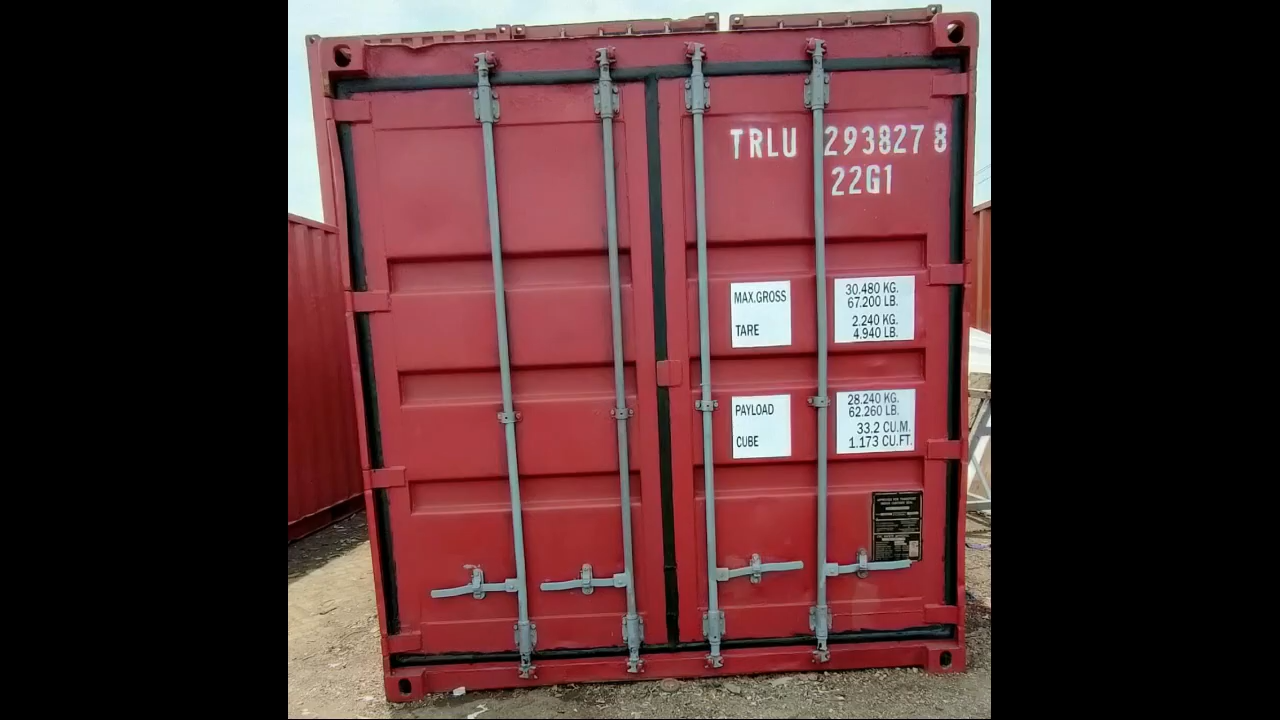 TRLU 293827 8
22G1
MAX.GROSS 30.480 KG.
67.200 LB.
TARE 2.240 KG.
4.940 LB.
PAYLOAD 28.240 KG.
62.260 LB.
CUBE 33.2 CU.M.
1.173 CU.FT.